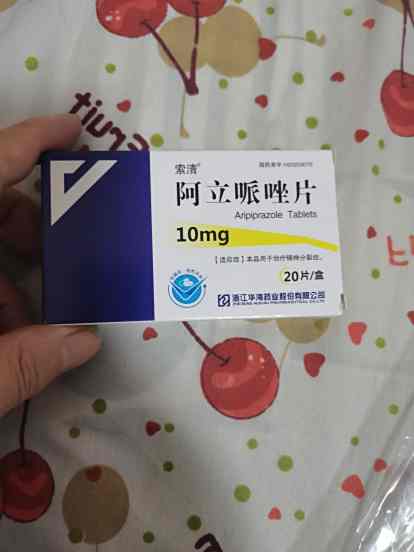 fruit
索清®
阿立哌唑片
Aripiprazole Tablets
10mg
【适应症】本品用于治疗精神分裂症。
20片/盒
浙江华海药业股份有限公司